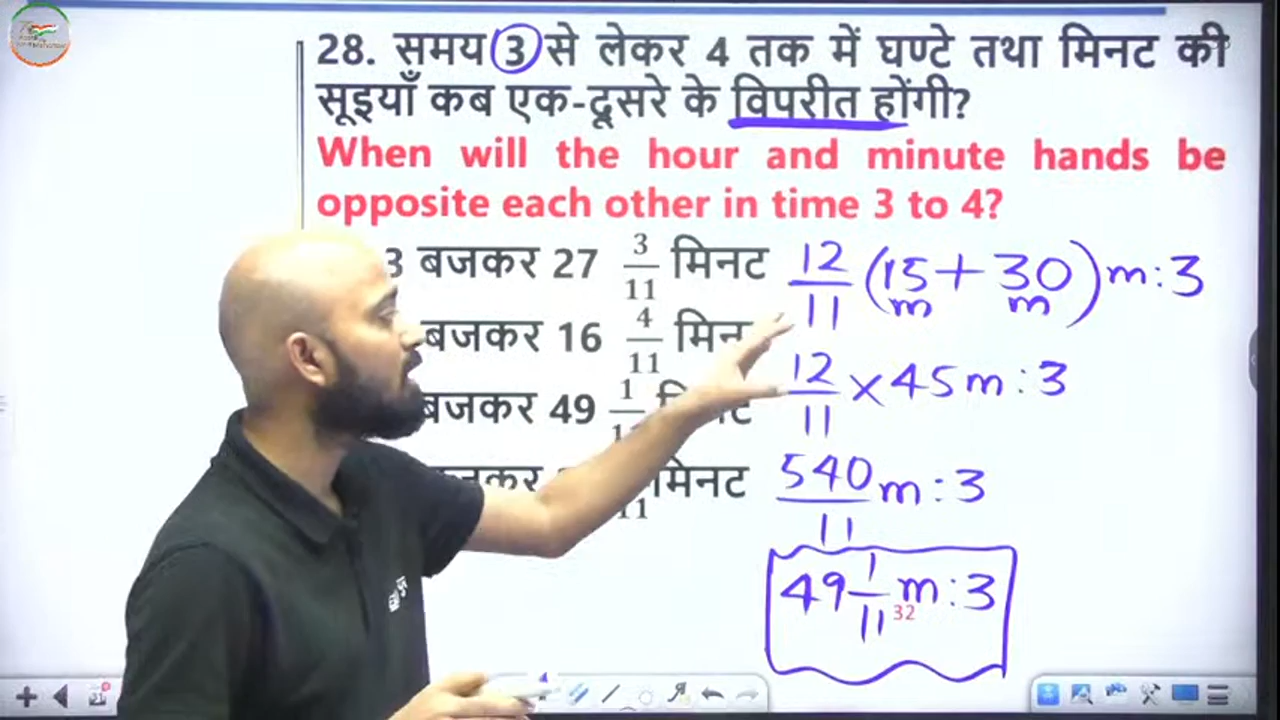 28. समय 3 से लेकर 4 तक में घण्टे तथा मिनट की
सूइयाँ कब एक-दूसरे के विपरीत होंगी?
When will the hour and minute hands be
opposite each other in time 3 to 4?
3 बजकर 27 3/11 मिनट
बजकर 16 4/11
बजकर 49
मिनट
12/11 (15m + 30m) m : 3
12/11 × 45m : 3
540/11 m : 3
49 1/11 m : 3
32